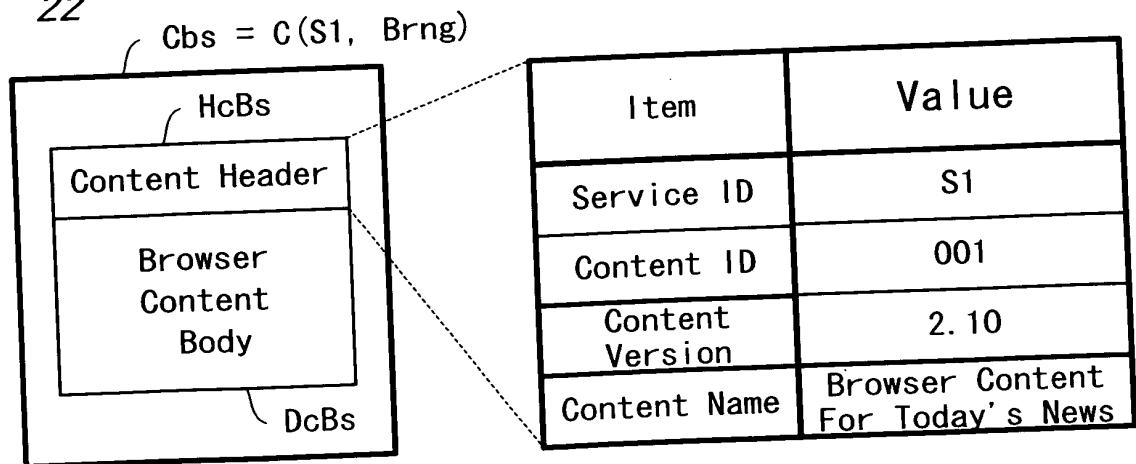 22
Cbs = C(S1, Brng)
HcBs
Content Header
Browser
Content
Body
DcBs
Item Value
Service ID S1
Content ID 001
Content
Version
2.10
Content Name
Browser Content
For Today's News